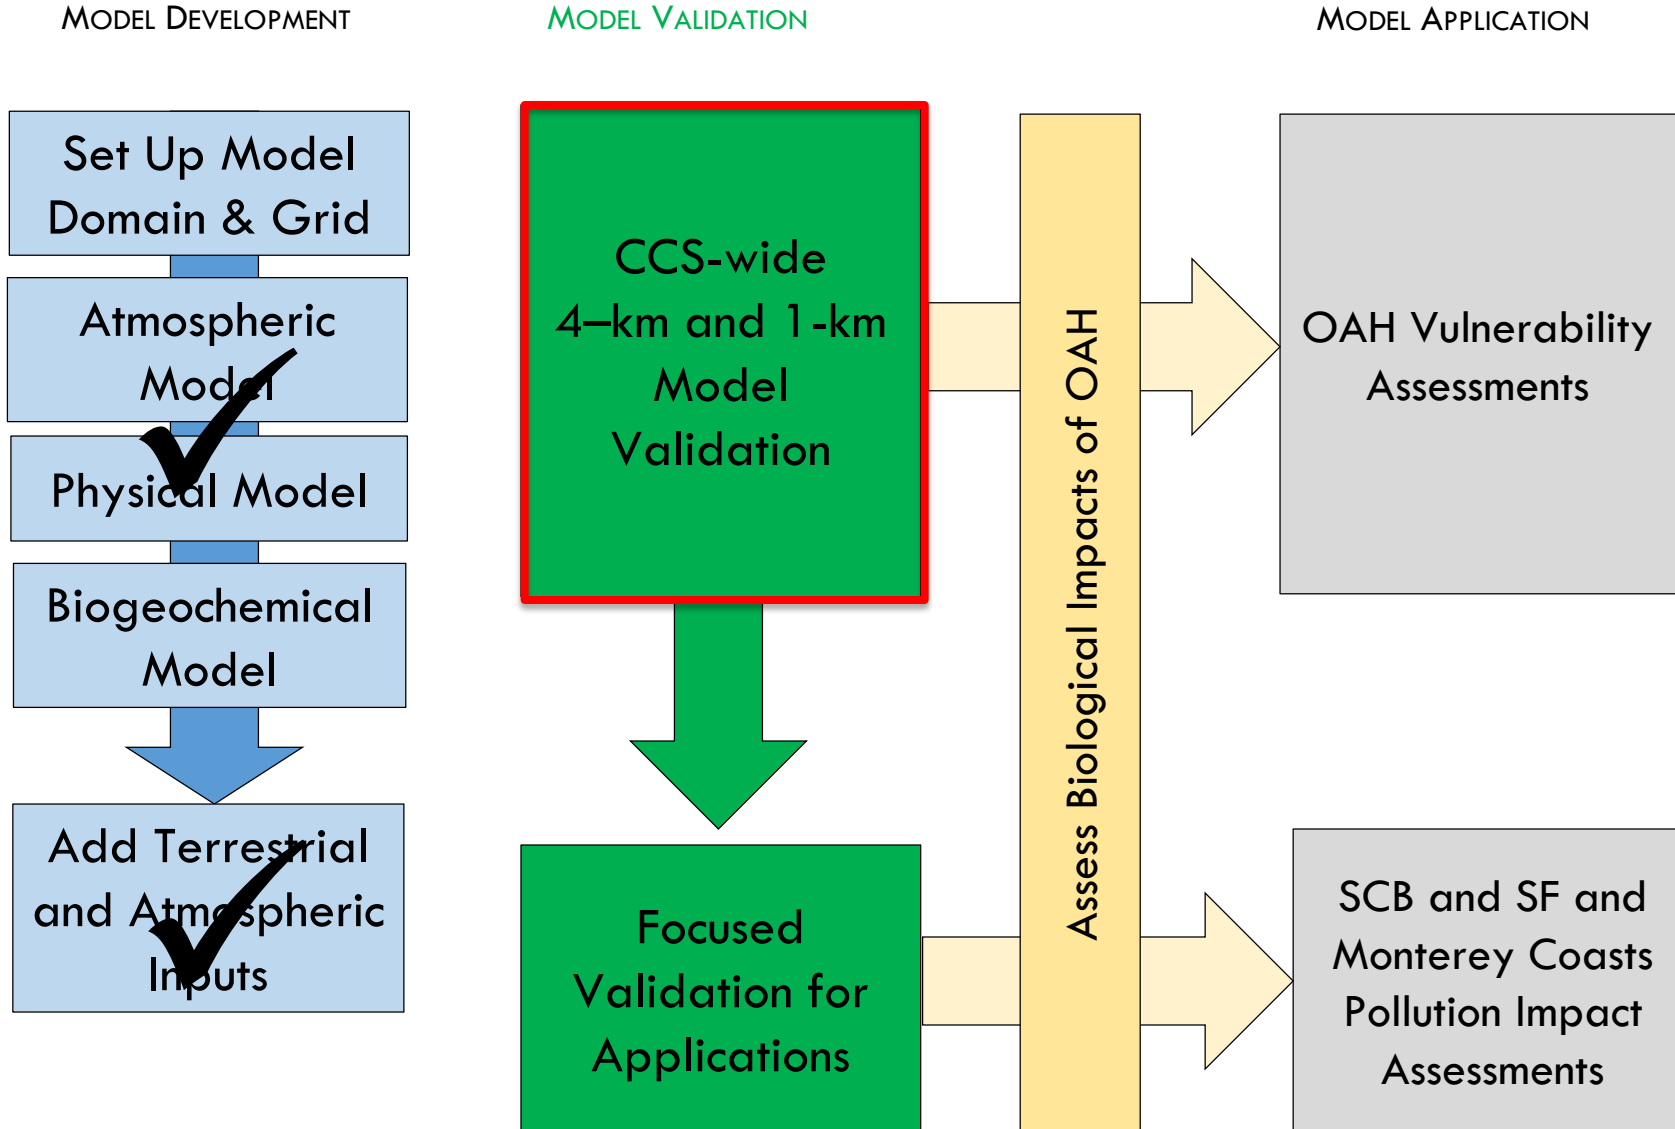 MODEL DEVELOPMENT
MODEL VALIDATION
MODEL APPLICATION
Set Up Model
Domain & Grid
Atmospheric
Model
Physical Model
Biogeochemical
Model
Add Terrestrial
and Atmospheric
Inputs
CCS-wide
4–km and 1-km
Model
Validation
Focused
Validation for
Applications
Assess Biological Impacts of OAH
OAH Vulnerability
Assessments
SCB and SF and
Monterey Coasts
Pollution Impact
Assessments